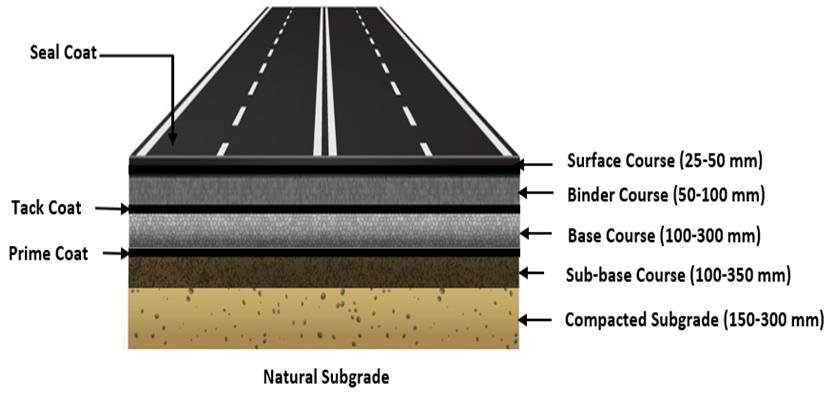 Seal Coat
Surface Course (25-50 mm)
Binder Course (50-100 mm)
Tack Coat
Base Course (100-300 mm)
Prime Coat
Sub-base Course (100-350 mm)
Compacted Subgrade (150-300 mm)
Natural Subgrade